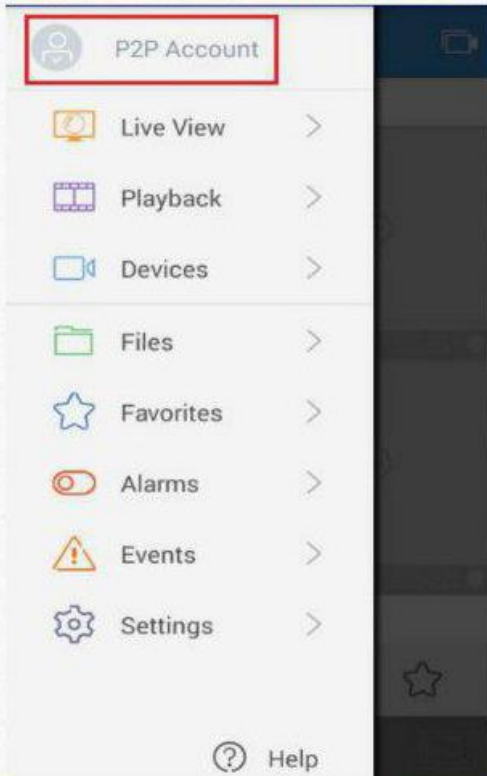 P2P Account
Live View
Playback
Devices
Files
Favorites
Alarms
Events
Settings
Help